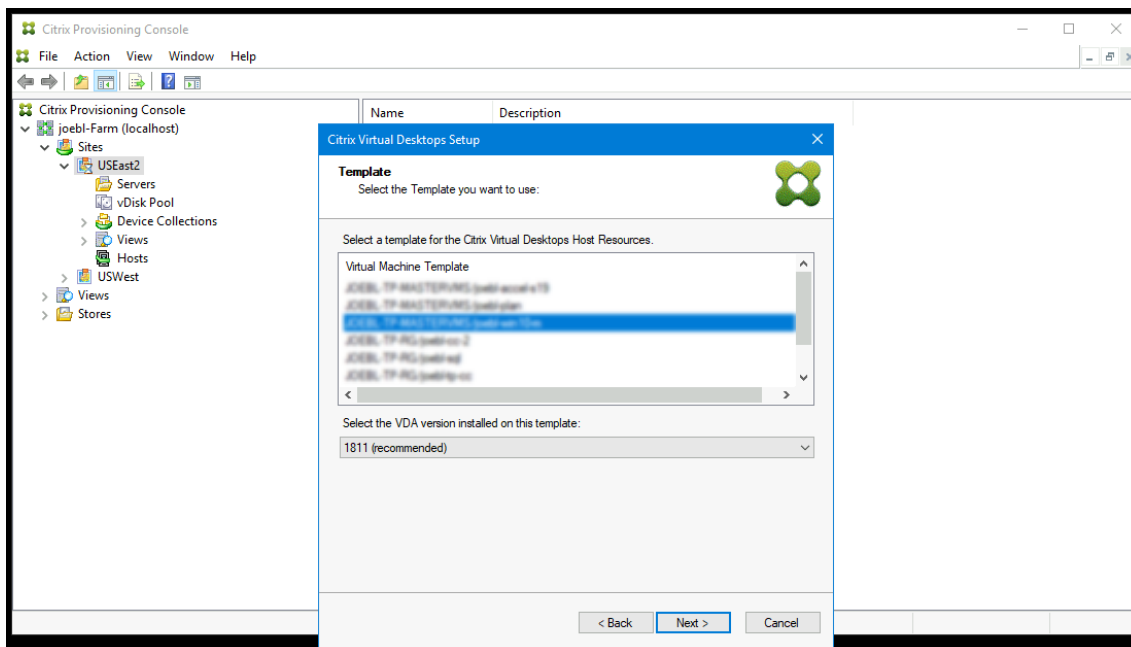 Citrix Provisioning Console
File Action View Window Help
Citrix Provisioning Console
joebl-Farm (localhost)
Sites
USEast2
Servers
vDisk Pool
Device Collections
Views
Hosts
USWest
Views
Stores
Name Description
Citrix Virtual Desktops Setup
Template
Select the Template you want to use:
Select a template for the Citrix Virtual Desktops Host Resources.
Virtual Machine Template
Select the VDA version installed on this template:
1811 (recommended)
< Back Next > Cancel